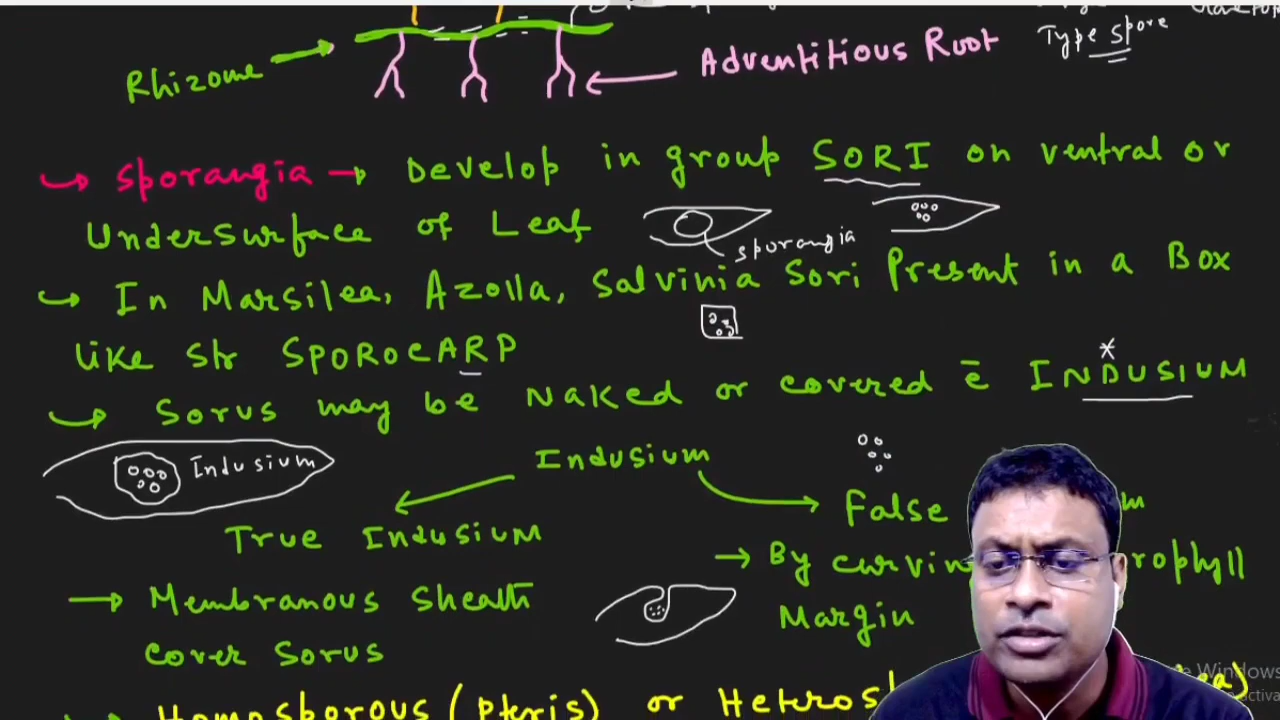 Type spore
Rhizome
Adventitious Root
Sporangia → Develop in group SORI on ventral or
Undersurface of Leaf
sporangia
In Marsilea, Azolla, Salvinia Sori Present in a Box
like str SPOROCARP
Sorus may be Naked or covered c̄ INDUSIUM
Indusium
Indusium
True Indusium
False
→ Membranous sheath
cover Sorus
→ By
Margin
Homosporous (Pteris) or
Windows